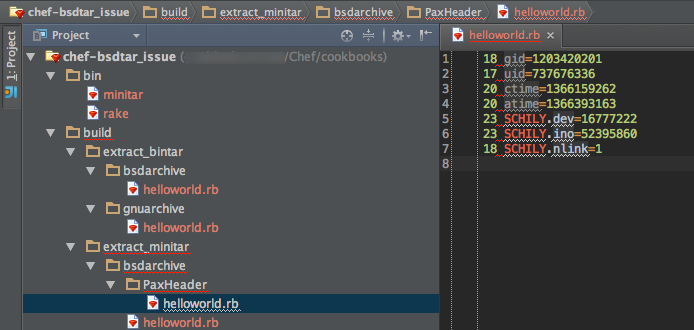 chef-bsdtar_issue build extract_minitar bsdarchive PaxHeader helloworld.rb
1: Project
Project
helloworld.rb
chef-bsdtar_issue ( /Chef/cookbooks)
bin
minitar
rake
build
extract_bintar
bsdarchive
helloworld.rb
gnuarchive
helloworld.rb
extract_minitar
bsdarchive
PaxHeader
helloworld.rb
helloworld.rb
1 18 gid=1203420201
2 17 uid=737676336
3 20 ctime=1366159262
4 20 atime=1366393163
5 23 SCHILY.dev=16777222
6 23 SCHILY.ino=52395860
7 18 SCHILY.nlink=1
8